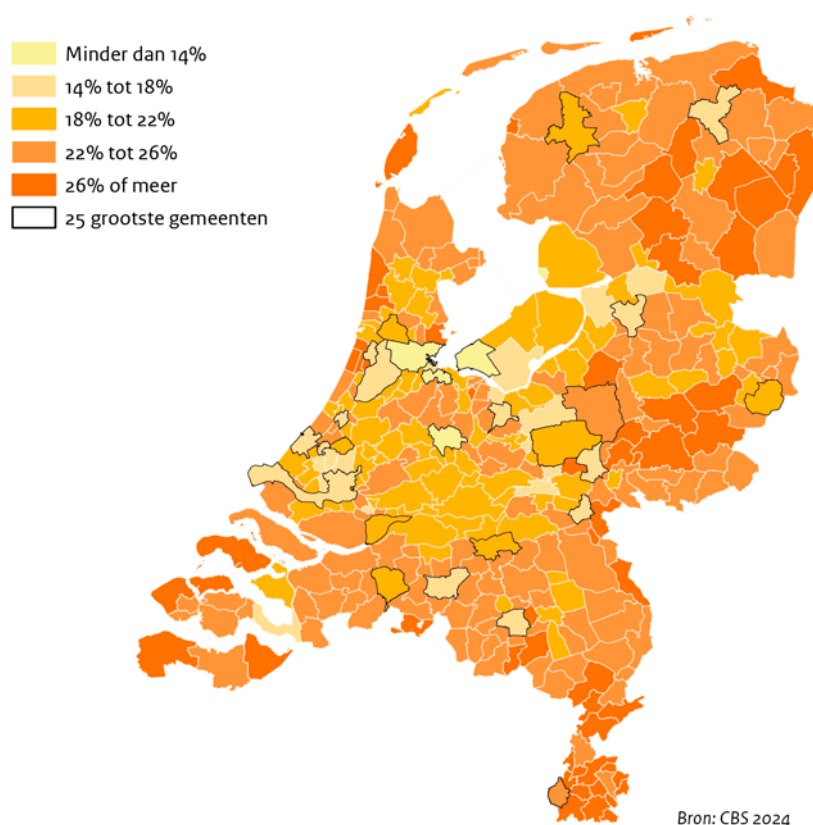 Minder dan 14%
14% tot 18%
18% tot 22%
22% tot 26%
26% of meer
25 grootste gemeenten
Bron: CBS 2024